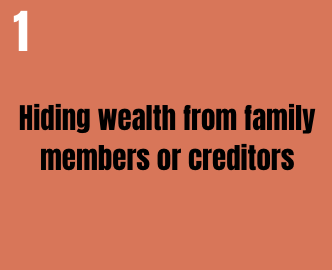 1
Hiding wealth from family
members or creditors